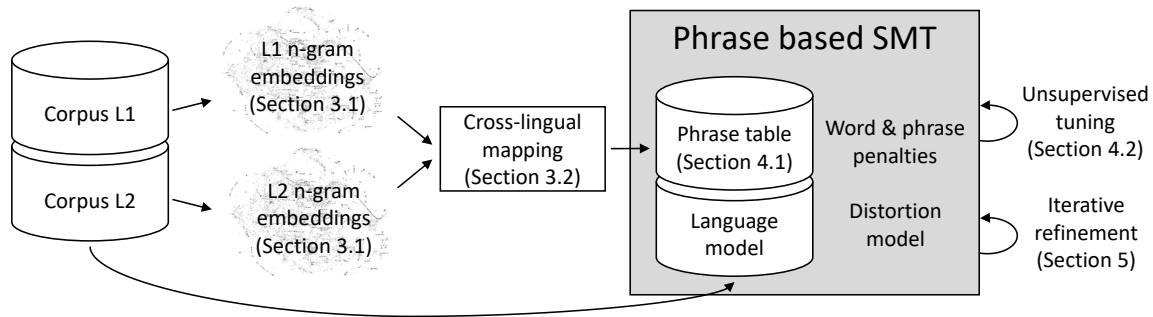 Corpus L1
Corpus L2
L1 n-gram
embeddings
(Section 3.1)
L2 n-gram
embeddings
(Section 3.1)
Cross-lingual
mapping
(Section 3.2)
Phrase based SMT
Phrase table
(Section 4.1)
Language
model
Word & phrase
penalties
Distortion
model
Unsupervised
tuning
(Section 4.2)
Iterative
refinement
(Section 5)